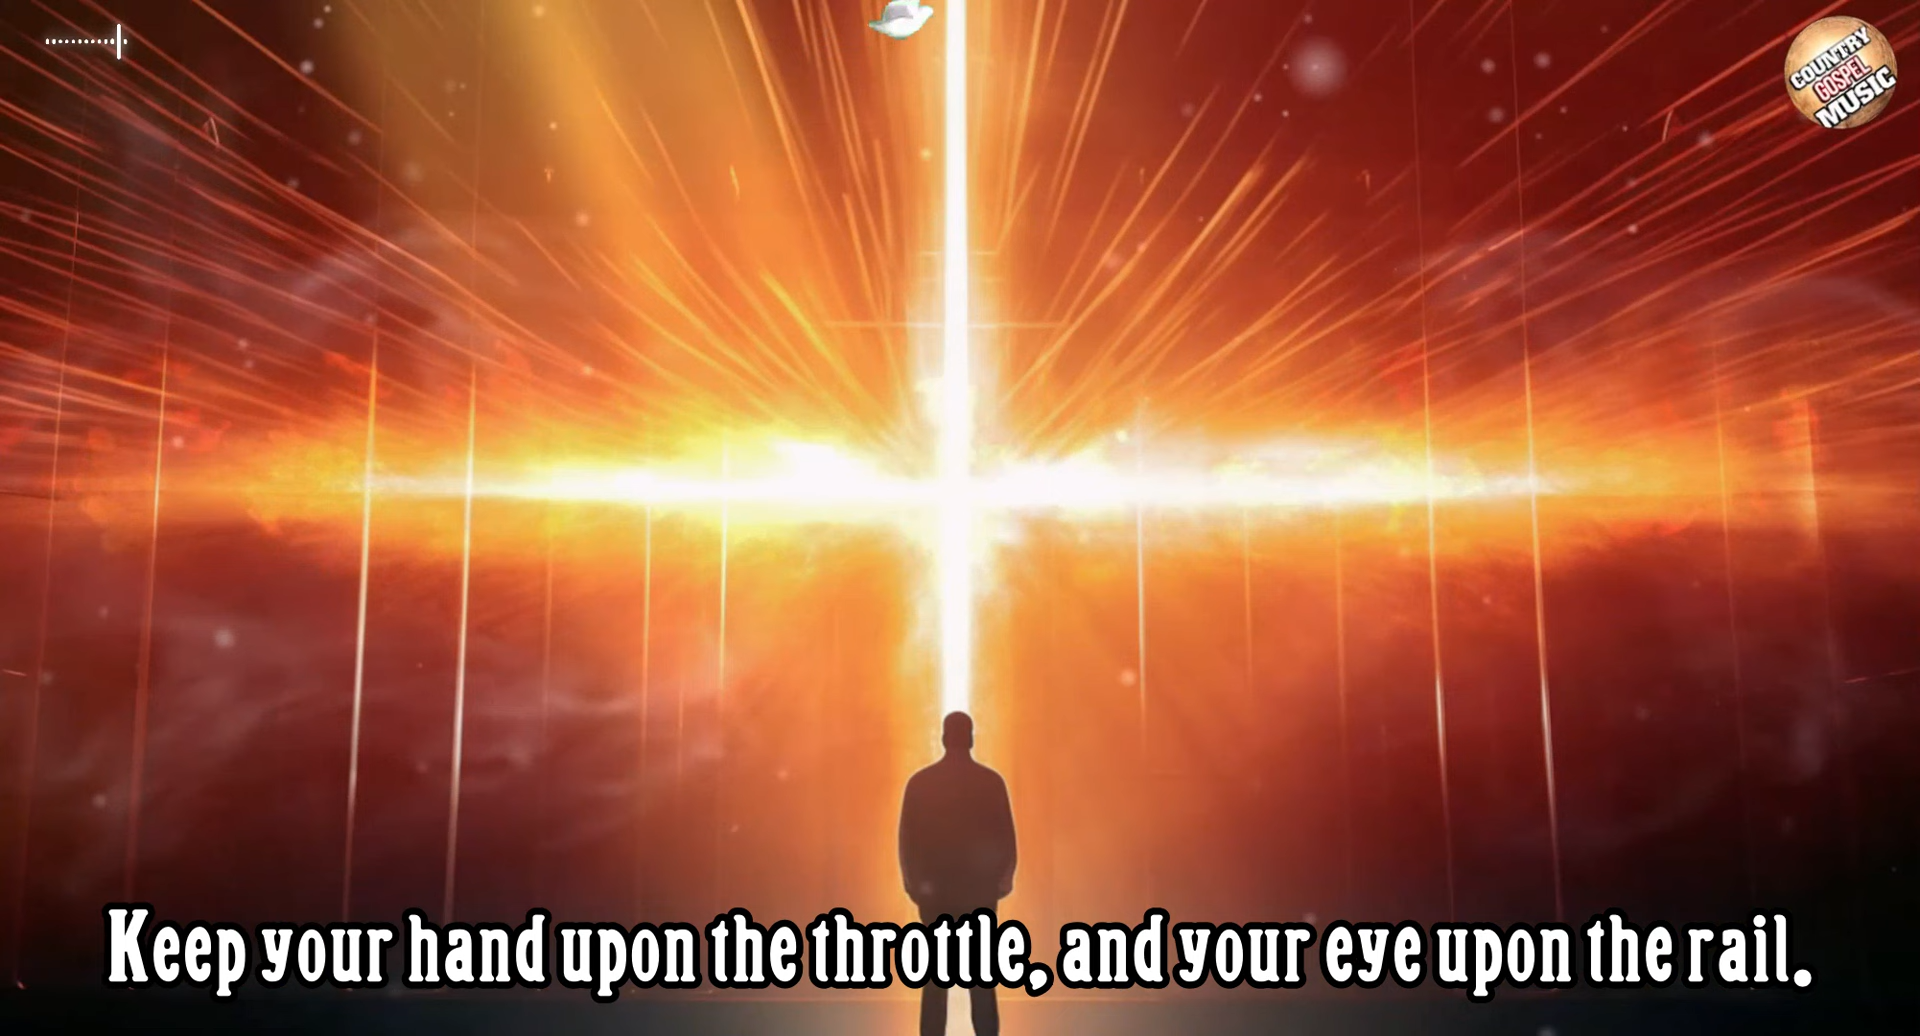 COUNTRY
GOSPEL
MUSIC
Keep your hand upon the throttle, and your eye upon the rail.